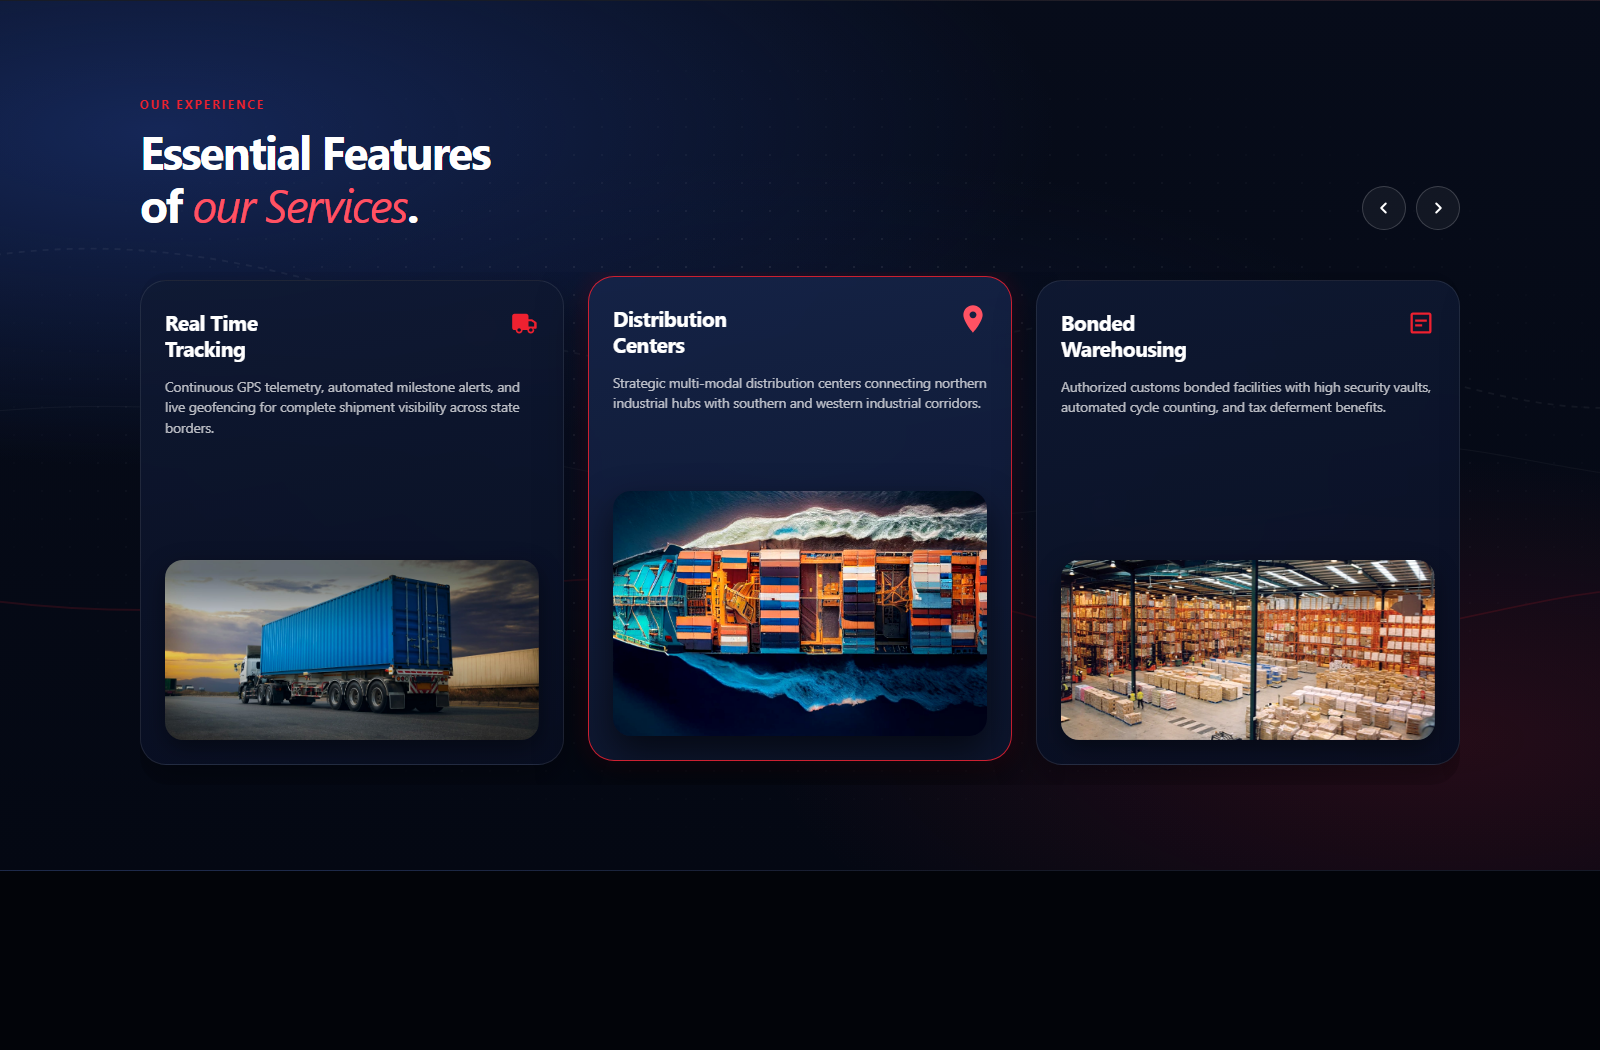 OUR EXPERIENCE
Essential Features
of our Services.
Real Time
Tracking
Continuous GPS telemetry, automated milestone alerts, and
live geofencing for complete shipment visibility across state
borders.
Distribution
Centers
Strategic multi-modal distribution centers connecting northern
industrial hubs with southern and western industrial corridors.
Bonded
Warehousing
Authorized customs bonded facilities with high security vaults,
automated cycle counting, and tax deferment benefits.